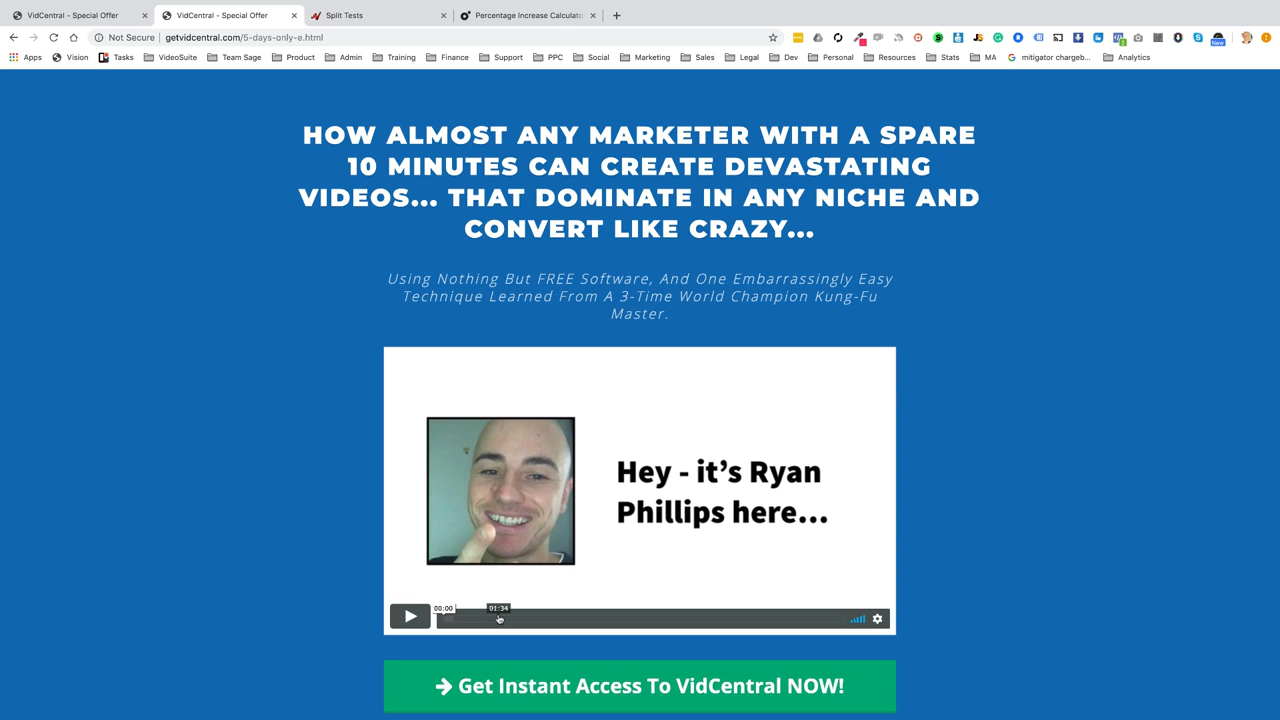 VidCentral - Special Offer
VidCentral - Special Offer
Split Tests
Percentage Increase Calculato
Not Secure | getvidcentral.com/5-days-only-e.html
New
Apps Vision Tasks VideoSuite Team Sage Product Admin Training Finance Support PPC Social Marketing Sales Legal Dev Personal Resources Stats MA mitigator chargeb... Analytics
HOW ALMOST ANY MARKETER WITH A SPARE
10 MINUTES CAN CREATE DEVASTATING
VIDEOS... THAT DOMINATE IN ANY NICHE AND
CONVERT LIKE CRAZY...
Using Nothing But FREE Software, And One Embarrassingly Easy
Technique Learned From A 3-Time World Champion Kung-Fu
Master.
Hey - it's Ryan
Phillips here...
00:00 01:34
Get Instant Access To VidCentral NOW!